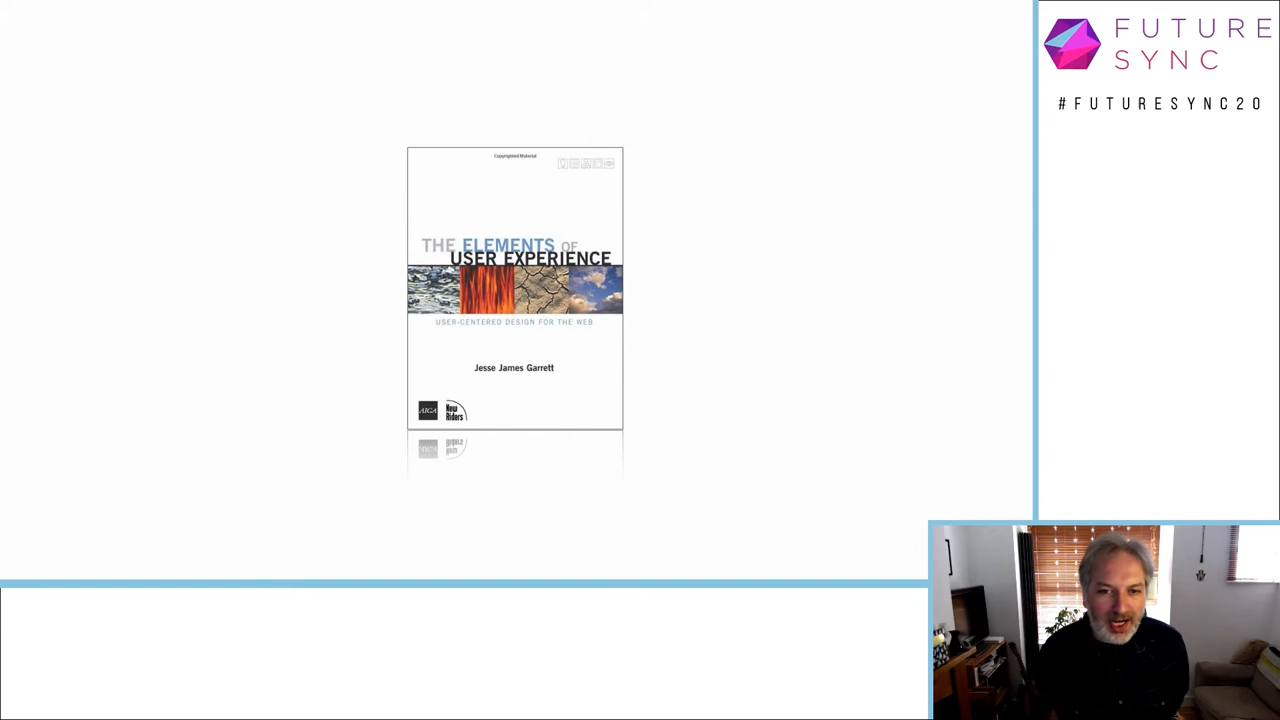 FUTURE
SYNC
#FUTURESYNC20
Copyrighted Material
THE ELEMENTS OF
USER EXPERIENCE
USER-CENTERED DESIGN FOR THE WEB
Jesse James Garrett
AIGA
New
Riders